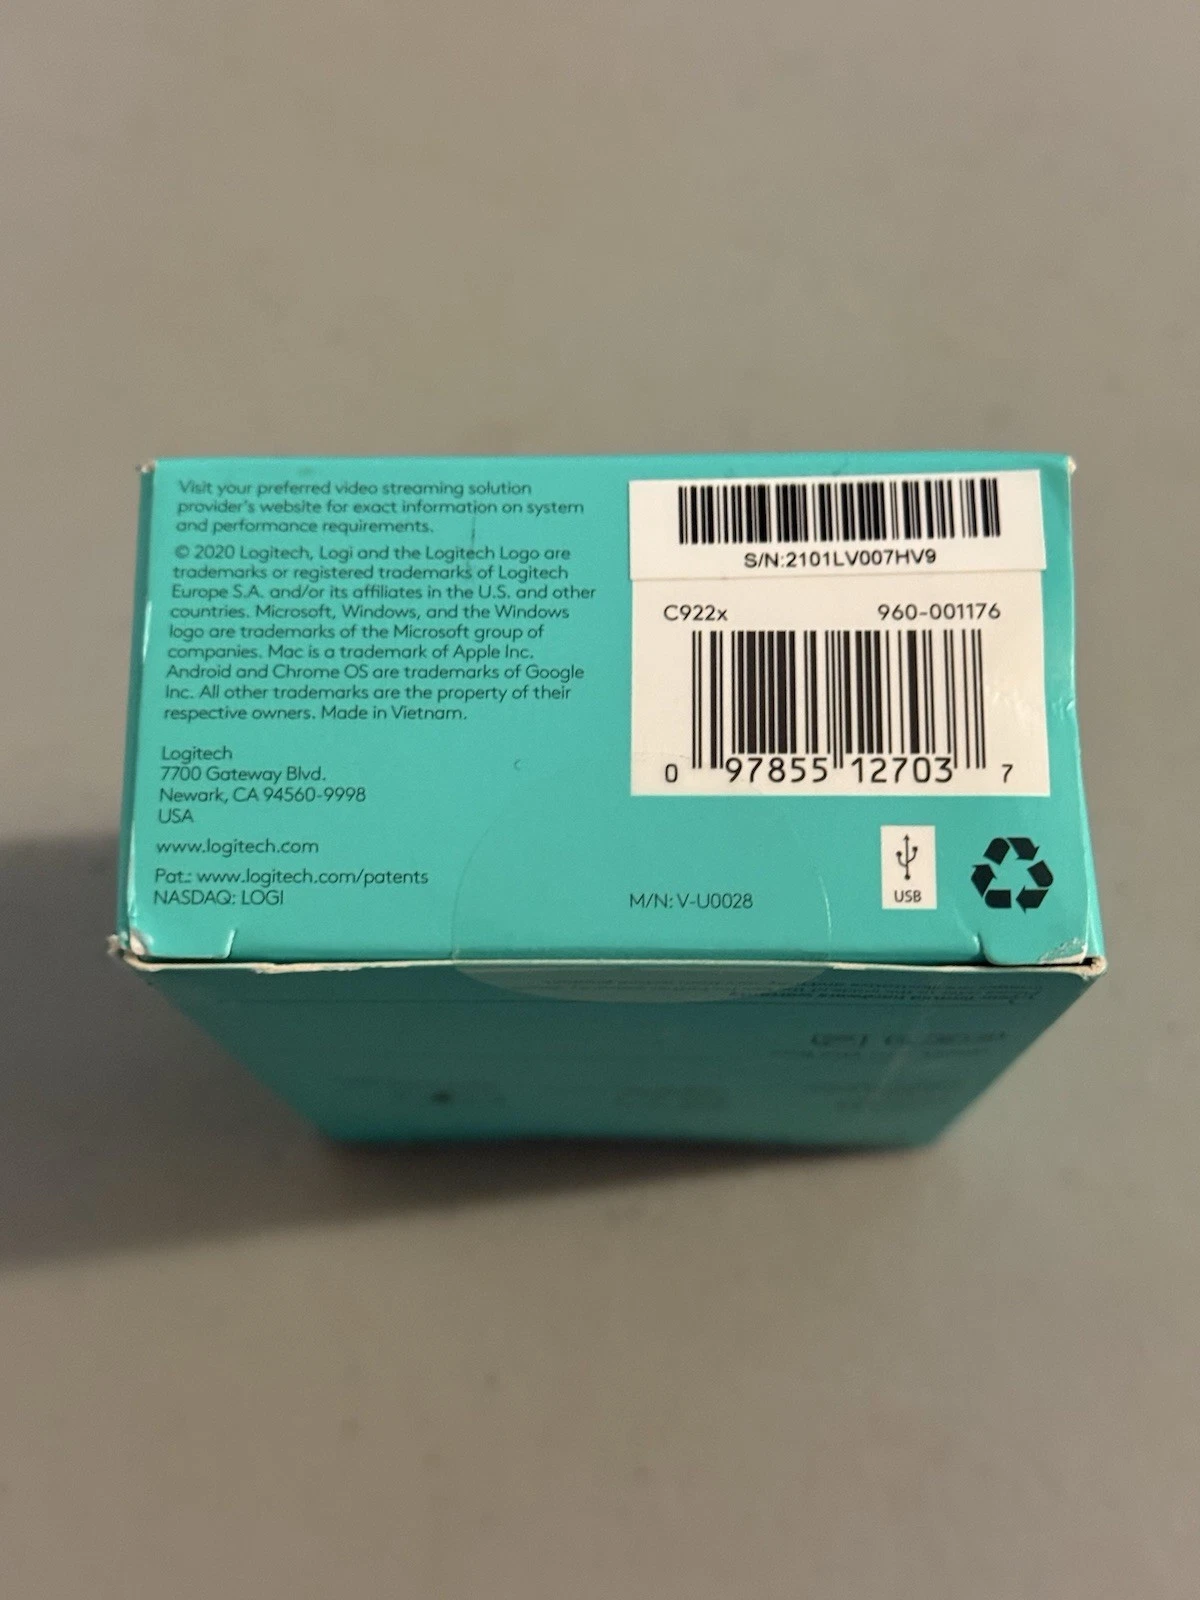 Visit your preferred video streaming solution
provider's website for exact information on system
and performance requirements.
© 2020 Logitech, Logi and the Logitech Logo are
trademarks or registered trademarks of Logitech
Europe S.A. and/or its affiliates in the U.S. and other
countries. Microsoft, Windows, and the Windows
logo are trademarks of the Microsoft group of
companies. Mac is a trademark of Apple Inc.
Android and Chrome OS are trademarks of Google
Inc. All other trademarks are the property of their
respective owners. Made in Vietnam.
Logitech
7700 Gateway Blvd.
Newark, CA 94560-9998
USA
www.logitech.com
Pat.: www.logitech.com/patents
NASDAQ: LOGI
S/N:2101LV007HV9
C922x 960-001176
0 97855 12703 7
USB
M/N: V-U0028